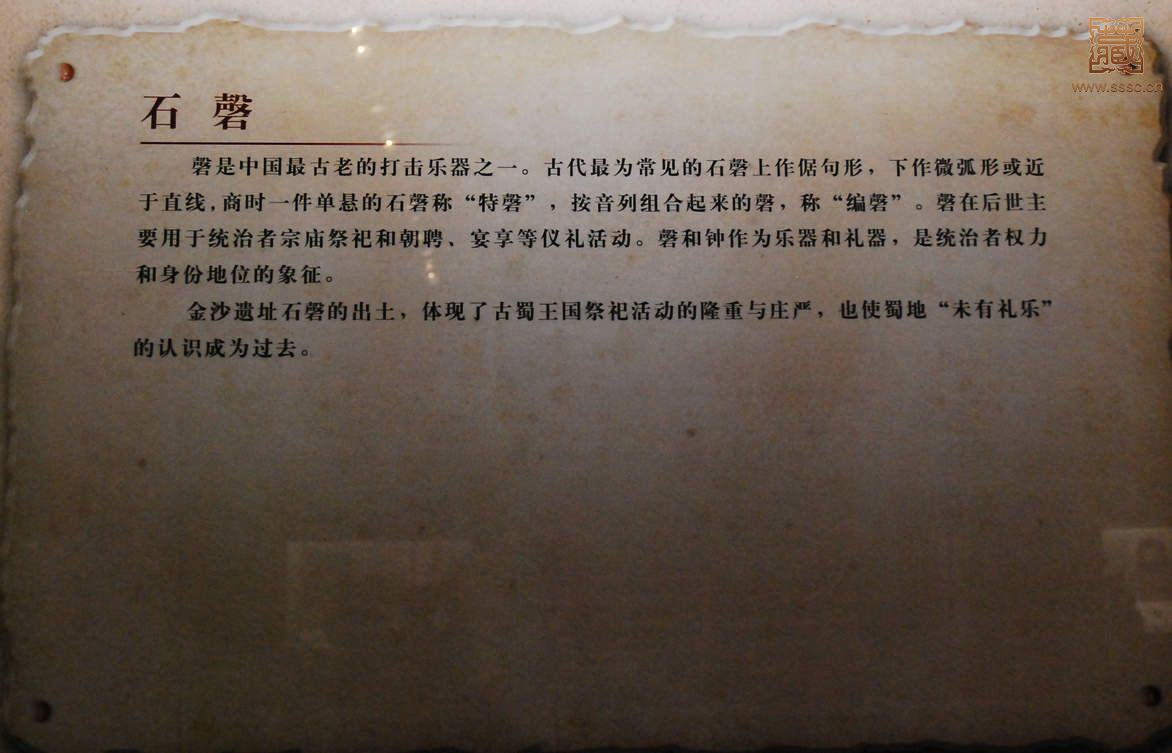 石 磬
磬是中国最古老的打击乐器之一。古代最为常见的石磬上作倨句形，下作微弧形或近
于直线，商时一件单悬的石磬称“特磬”，按音列组合起来的磬，称“编磬”。磬在后世主
要用于统治者宗庙祭祀和朝聘、宴享等仪礼活动。磬和钟作为乐器和礼器，是统治者权力
和身份地位的象征。
金沙遗址石磬的出土，体现了古蜀王国祭祀活动的隆重与庄严，也使蜀地“未有礼乐”
的认识成为过去。
www.sssc.cn